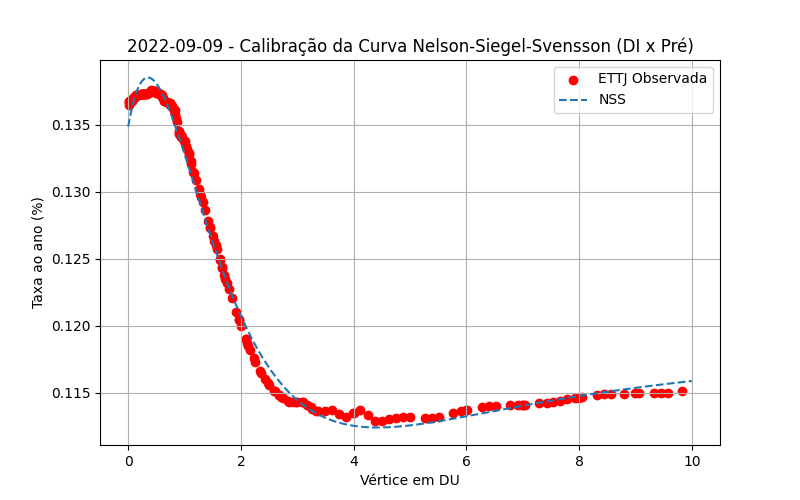 2022-09-09 - Calibração da Curva Nelson-Siegel-Svensson (DI x Pré)
ETTJ Observada
NSS
Taxa ao ano (%)
0.135
0.130
0.125
0.120
0.115
0 2 4 6 8 10
Vértice em DU